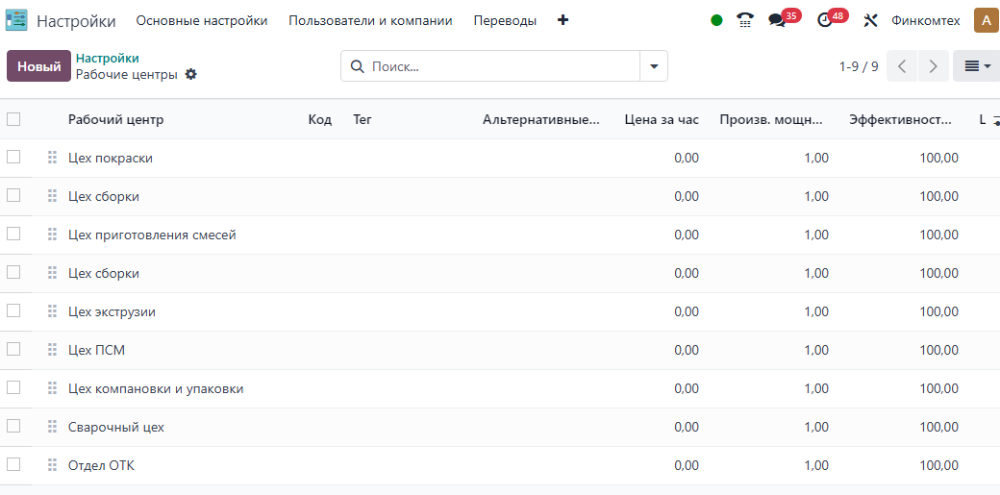 Настройки Основные настройки Пользователи и компании Переводы 35 48 Финкомтех A
Новый Настройки Поиск... 1-9 / 9
Рабочие центры
Рабочий центр Код Тег Альтернативные... Цена за час Произв. мощн... Эффективност... L
Цех покраски 0,00 1,00 100,00
Цех сборки 0,00 1,00 100,00
Цех приготовления смесей 0,00 1,00 100,00
Цех сборки 0,00 1,00 100,00
Цех экструзии 0,00 1,00 100,00
Цех ПСМ 0,00 1,00 100,00
Цех компановки и упаковки 0,00 1,00 100,00
Сварочный цех 0,00 1,00 100,00
Отдел ОТК 0,00 1,00 100,00